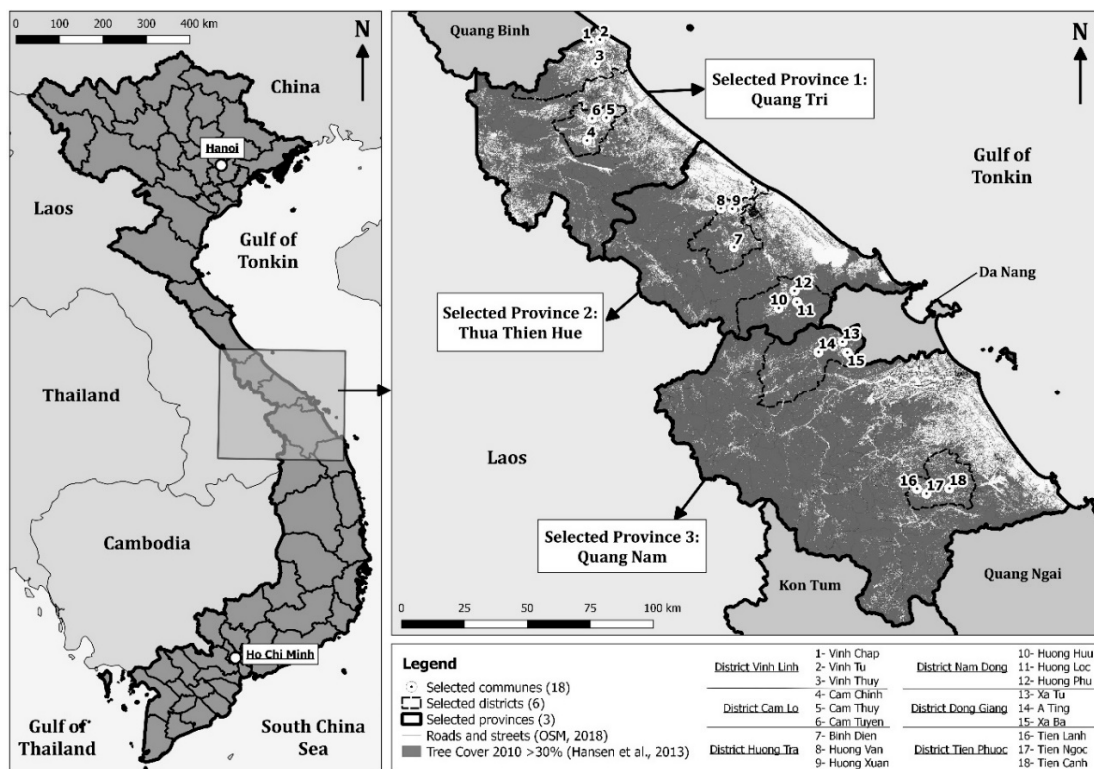 0 100 200 300 400 km
N
China
Hanoi
Laos
Gulf of
Tonkin
Thailand
Cambodia
Ho Chi Minh
Gulf of
Thailand
South China
Sea
Quang Binh
1 2
3
Selected Province 1:
Quang Tri
N
6 5
4
Gulf of
Tonkin
8 9
7
Da Nang
12
10
11
Selected Province 2:
Thua Thien Hue
13
14
15
Laos
16 17 18
Selected Province 3:
Quang Nam
Kon Tum
Quang Ngai
0 50 100 km
Legend
Selected communes (18)
Selected districts (6)
Selected provinces (3)
Roads and streets (OSM, 2018)
Tree Cover 2010 >30% (Hansen et al., 2013)
District Vinh Linh
1- Vinh Chap
2- Vinh Tu
3- Vinh Thuy
District Cam Lo
4- Cam Chinh
5- Cam Thuy
6- Cam Tuyen
District Huong Tra
7- Binh Dien
8- Huong Van
9- Huong Xuan
District Nam Dong
10- Huong Huu
11- Huong Loc
12- Huong Phu
District Dong Giang
13- Xa Tu
14- A Ting
15- Xa Ba
District Tien Phuoc
16- Tien Lanh
17- Tien Ngoc
18- Tien Canh